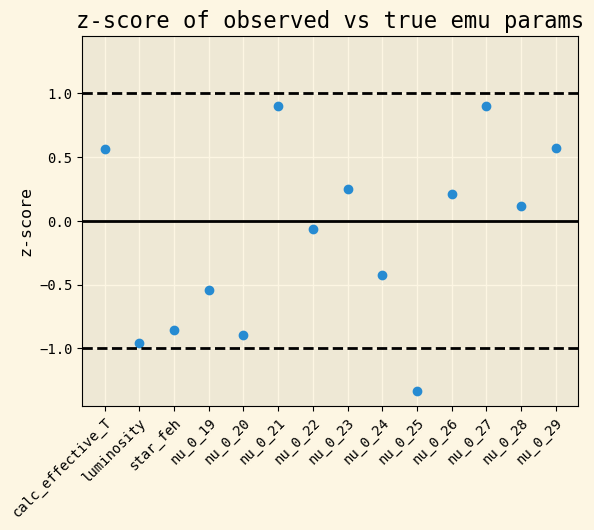 z-score of observed vs true emu params
z-score
1.0
0.5
0.0
−0.5
−1.0
calc_effective_T
luminosity
star_feh
nu_0_19
nu_0_20
nu_0_21
nu_0_22
nu_0_23
nu_0_24
nu_0_25
nu_0_26
nu_0_27
nu_0_28
nu_0_29